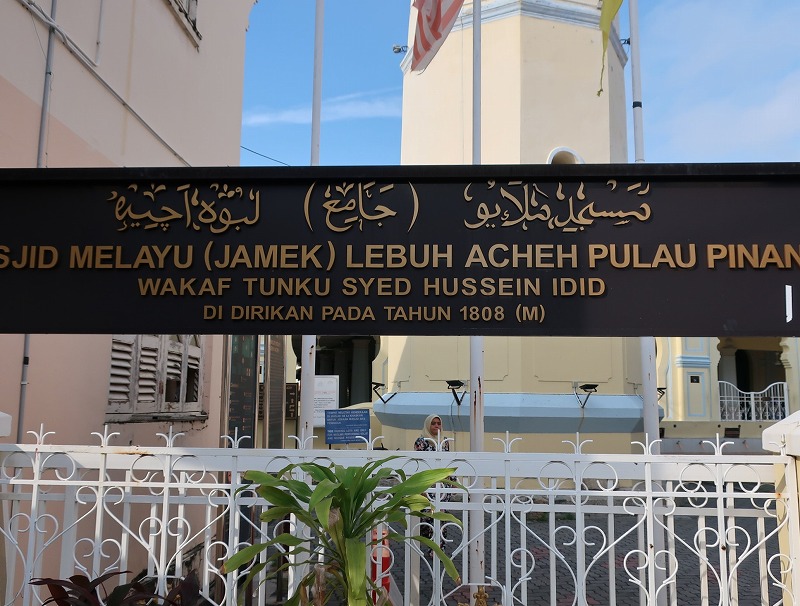 مسجد ملايو (جامع) لبوه اچيه
SJID MELAYU (JAMEK) LEBUH ACHEH PULAU PINAN
WAKAF TUNKU SYED HUSSEIN IDID
DI DIRIKAN PADA TAHUN 1808 (M)